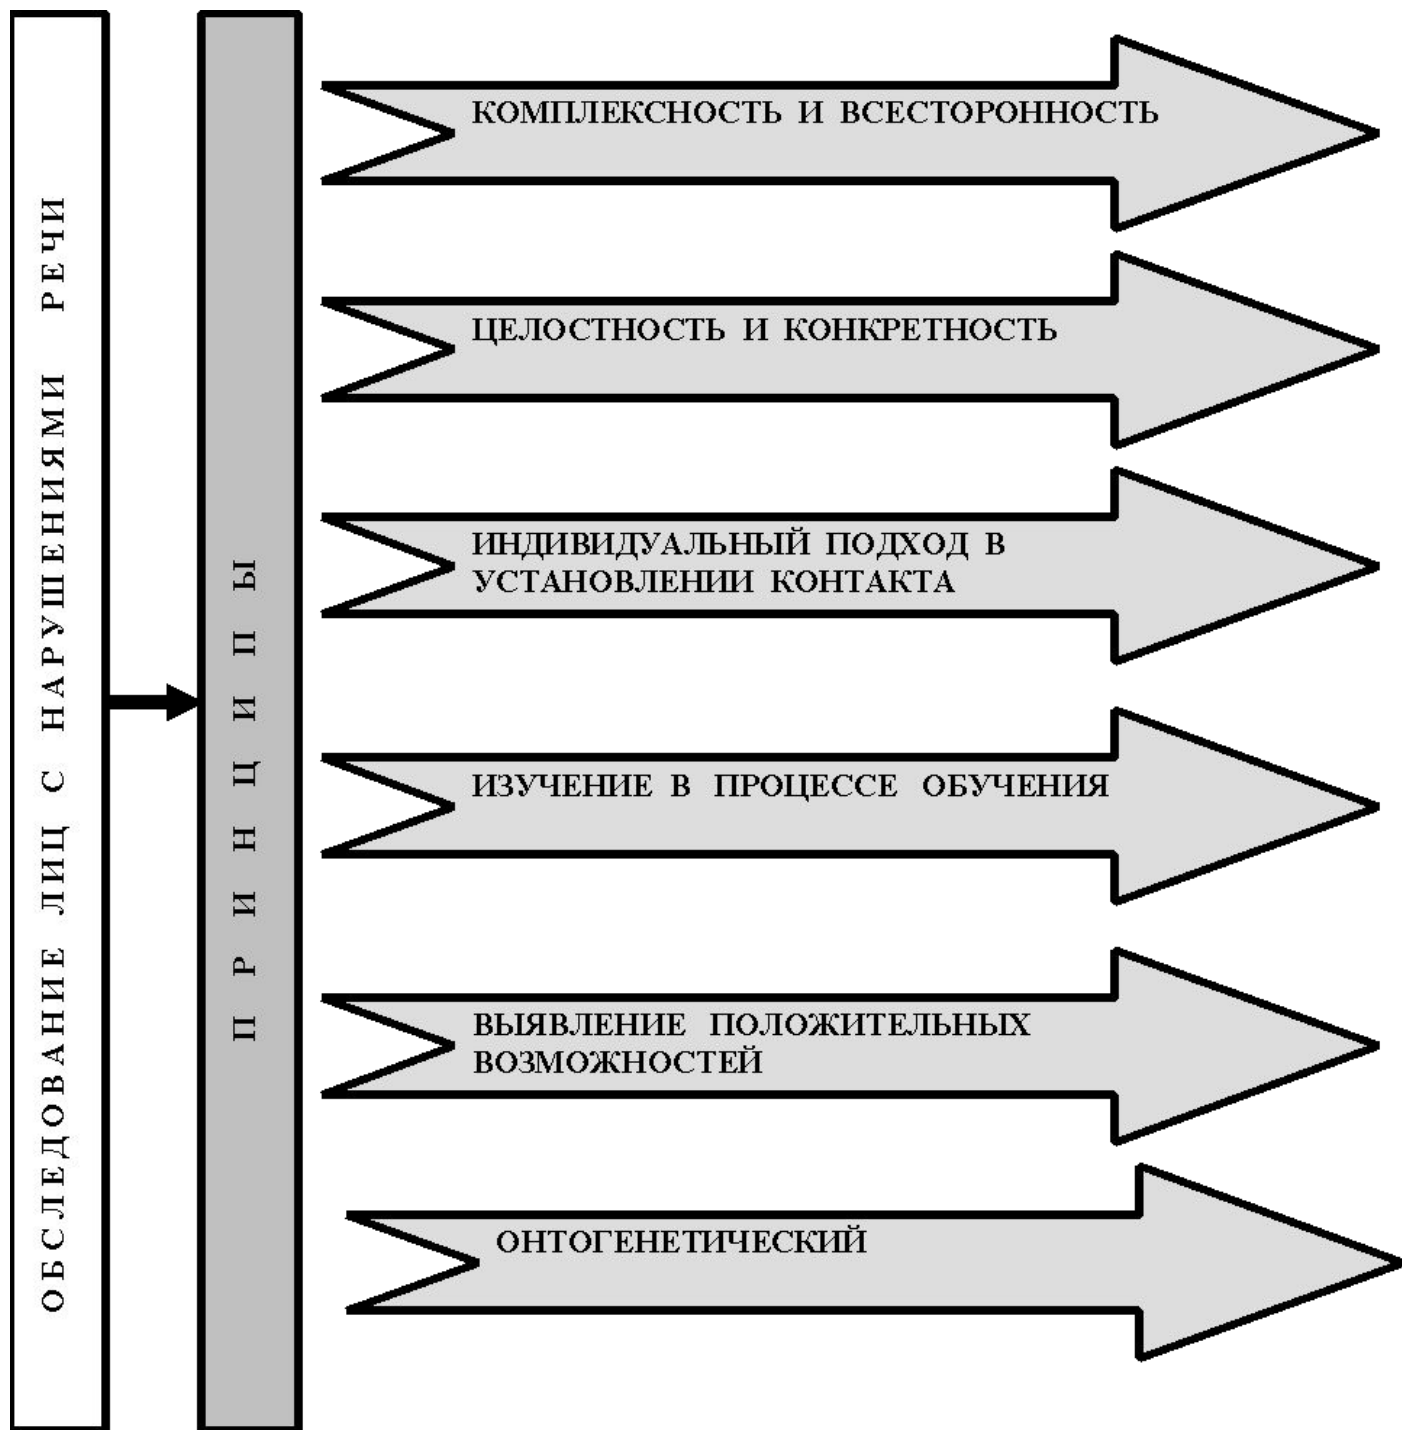 ОБСЛЕДОВАНИЕ ЛИЦ С НАРУШЕНИЯМИ РЕЧИ
ПРИНЦИПЫ
КОМПЛЕКСНОСТЬ И ВСЕСТОРОННОСТЬ
ЦЕЛОСТНОСТЬ И КОНКРЕТНОСТЬ
ИНДИВИДУАЛЬНЫЙ ПОДХОД В
УСТАНОВЛЕНИИ КОНТАКТА
ИЗУЧЕНИЕ В ПРОЦЕССЕ ОБУЧЕНИЯ
ВЫЯВЛЕНИЕ ПОЛОЖИТЕЛЬНЫХ
ВОЗМОЖНОСТЕЙ
ОНТОГЕНЕТИЧЕСКИЙ